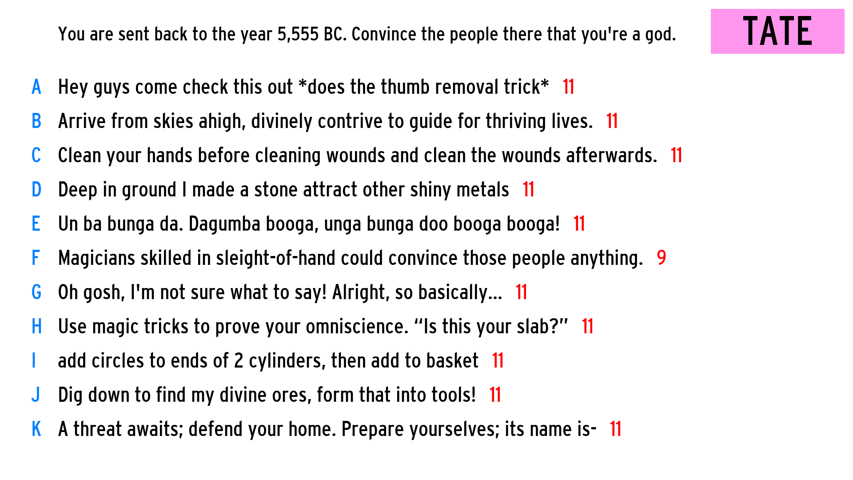 You are sent back to the year 5,555 BC. Convince the people there that you're a god.
TATE
A Hey guys come check this out *does the thumb removal trick* 11
B Arrive from skies ahigh, divinely contrive to guide for thriving lives. 11
C Clean your hands before cleaning wounds and clean the wounds afterwards. 11
D Deep in ground I made a stone attract other shiny metals 11
E Un ba bunga da. Dagumba booga, unga bunga doo booga booga! 11
F Magicians skilled in sleight-of-hand could convince those people anything. 9
G Oh gosh, I'm not sure what to say! Alright, so basically... 11
H Use magic tricks to prove your omniscience. “Is this your slab?” 11
I add circles to ends of 2 cylinders, then add to basket 11
J Dig down to find my divine ores, form that into tools! 11
K A threat awaits; defend your home. Prepare yourselves; its name is- 11